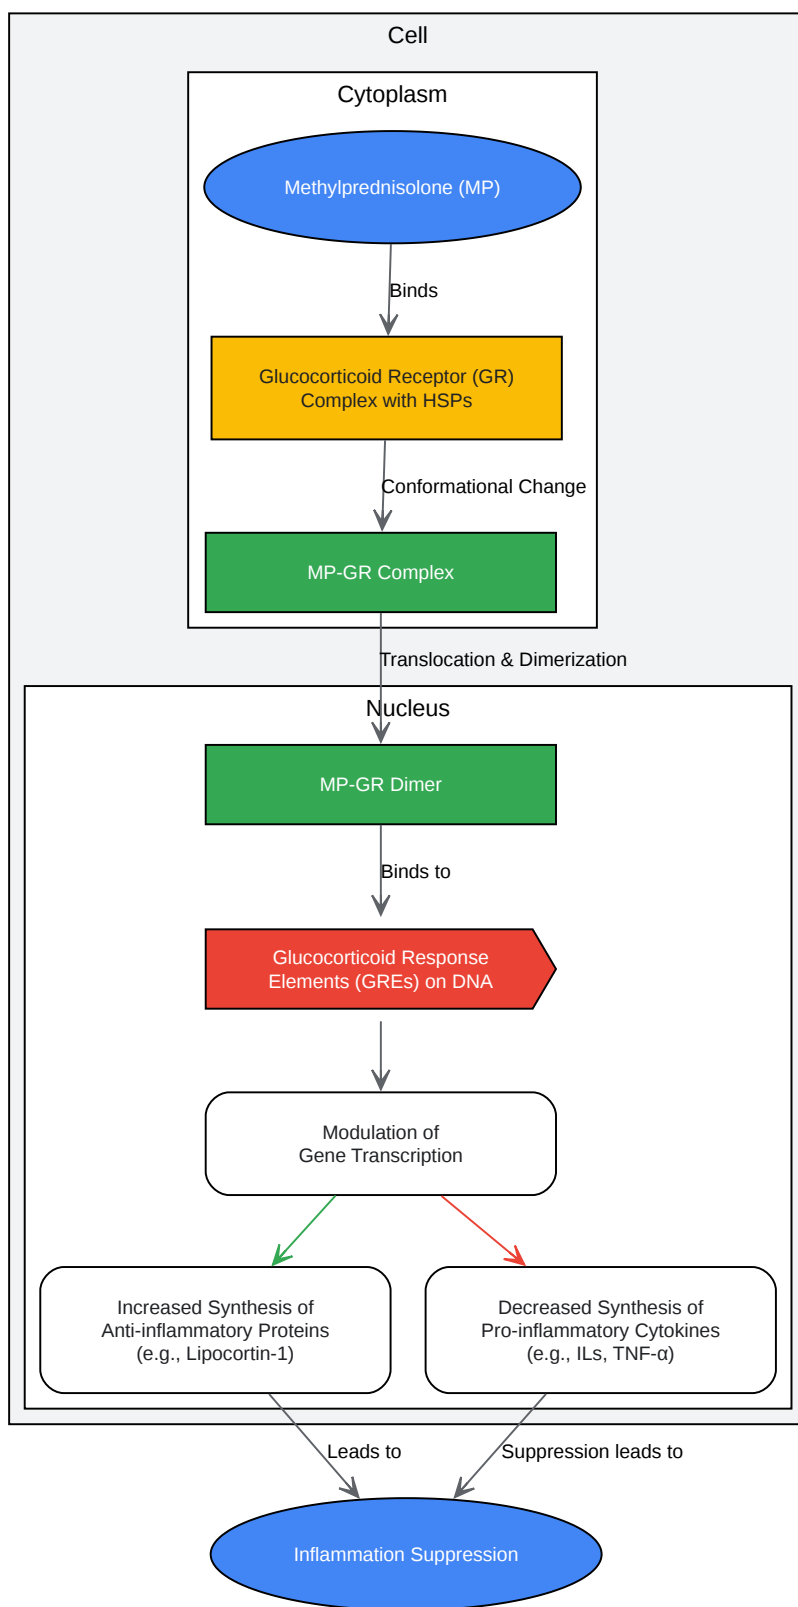 Cell
Cytoplasm
Methylprednisolone (MP)
Binds
Glucocorticoid Receptor (GR)
Complex with HSPs
Conformational Change
MP-GR Complex
Translocation & Dimerization
Nucleus
MP-GR Dimer
Binds to
Glucocorticoid Response
Elements (GREs) on DNA
Modulation of
Gene Transcription
Increased Synthesis of
Anti-inflammatory Proteins
(e.g., Lipocortin-1)
Decreased Synthesis of
Pro-inflammatory Cytokines
(e.g., ILs, TNF-α)
Leads to
Suppression leads to
Inflammation Suppression